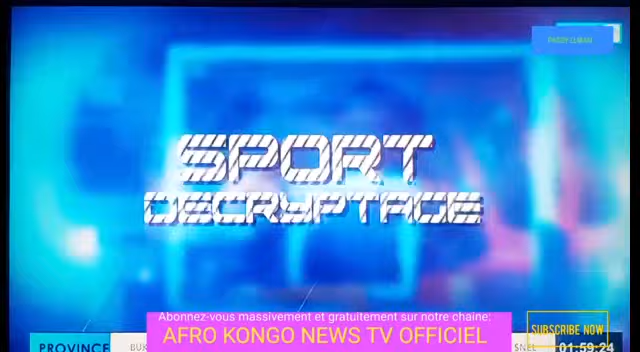 SPORT
DECRYPTAGE
Abonnez-vous massivement et gratuitement sur notre chaine:
AFRO KONGO NEWS TV OFFICIEL
SUBSCRIBE NOW
PROVINCE
01:59:24